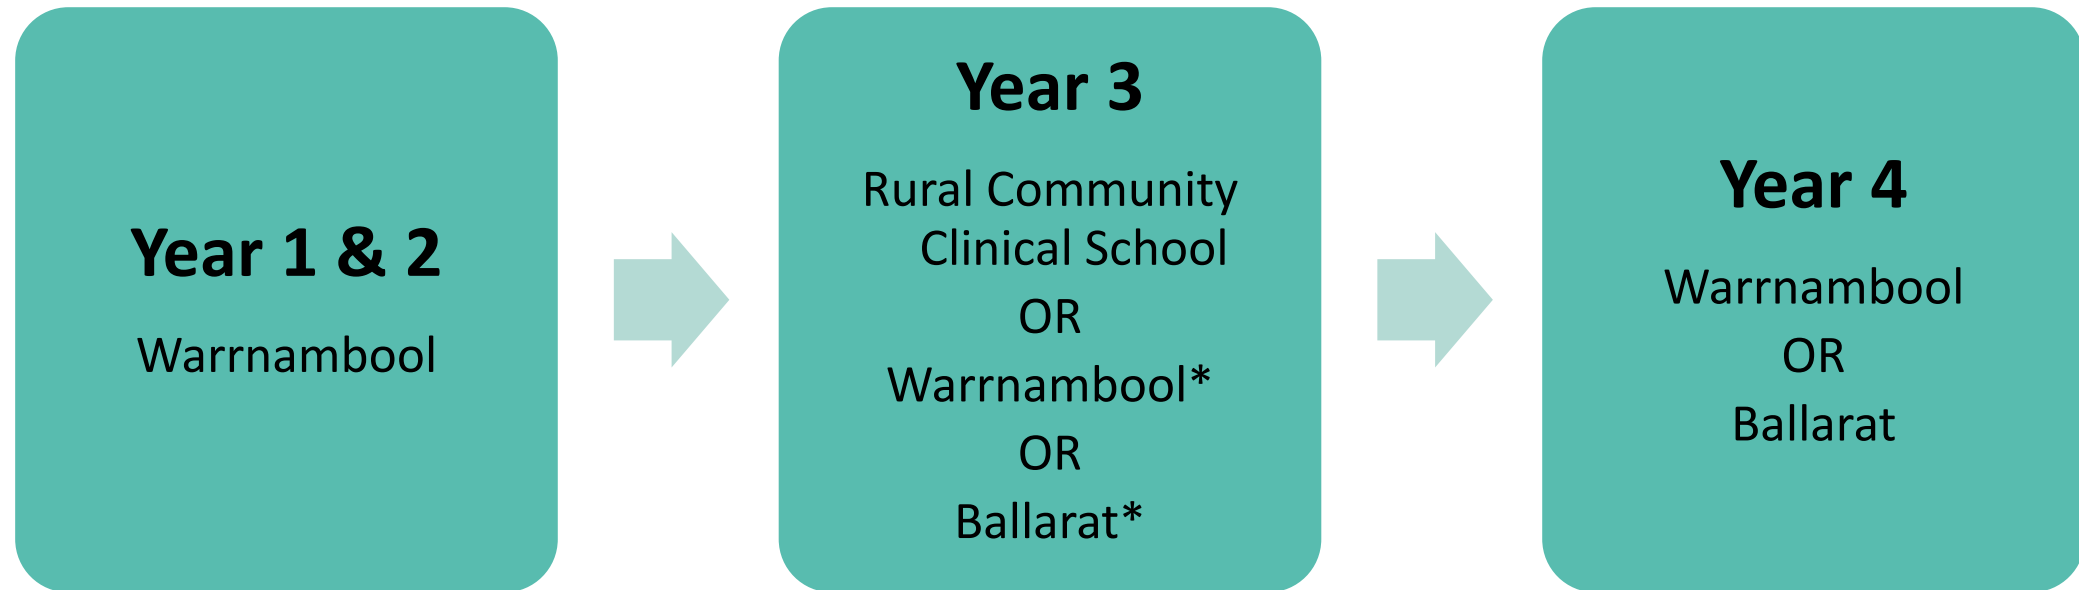 Year 1 & 2
Warrnambool
Year 3
Rural Community
Clinical School
OR
Warrnambool*
OR
Ballarat*
Year 4
Warrnambool
OR
Ballarat